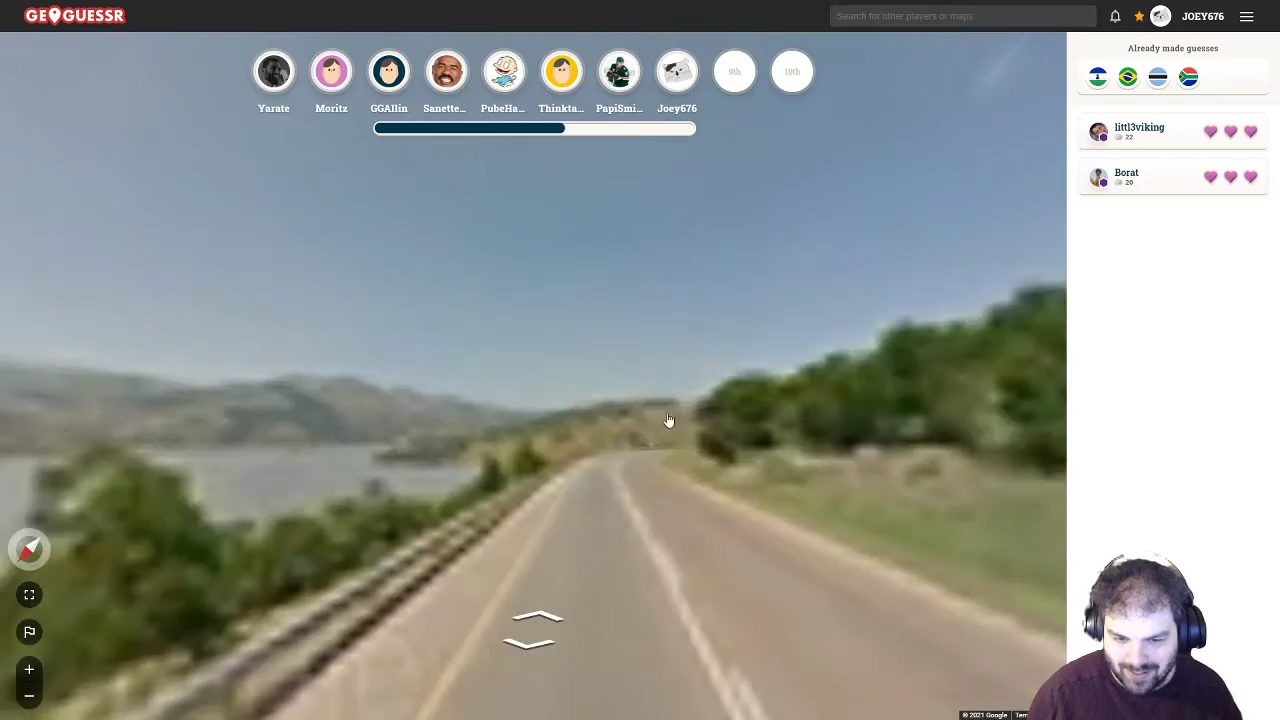 GEOGUESSR
Search for other players or maps
JOEY676
Already made guesses
9th
10th
Yarate
Moritz
GGAllin
Sanette...
PubeHa...
Thinkta...
PapiSmi...
Joey676
littl3viking
22
Borat
20
© 2021 Google
Terr